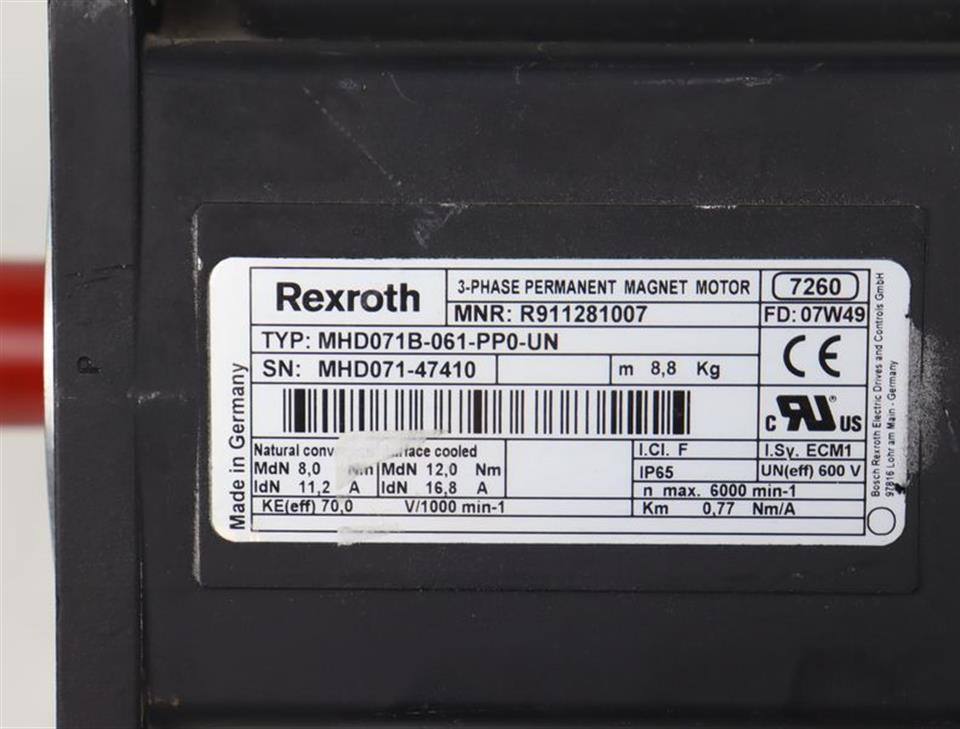 Rexroth
3-PHASE PERMANENT MAGNET MOTOR
7260
MNR: R911281007
FD: 07W49
TYP: MHD071B-061-PP0-UN
SN: MHD071-47410
m 8,8 Kg
CE
c RU® US
Natural conv face cooled
MdN 8,0 Nm MdN 12,0 Nm
IdN 11,2 A IdN 16,8 A
KE(eff) 70,0 V/1000 min-1
I.Cl. F
I.Sy. ECM1
IP65
UN(eff) 600 V
n max. 6000 min-1
Km 0,77 Nm/A
Made in Germany
Bosch Rexroth Electric Drives and Controls GmbH
97816 Lohr am Main - Germany